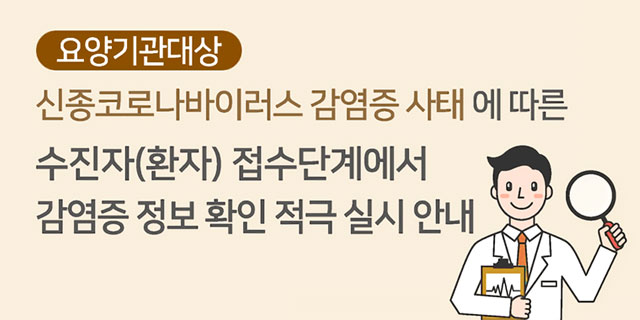 요양기관대상
신종코로나바이러스 감염증 사태 에 따른
수진자(환자) 접수단계에서
감염증 정보 확인 적극 실시 안내